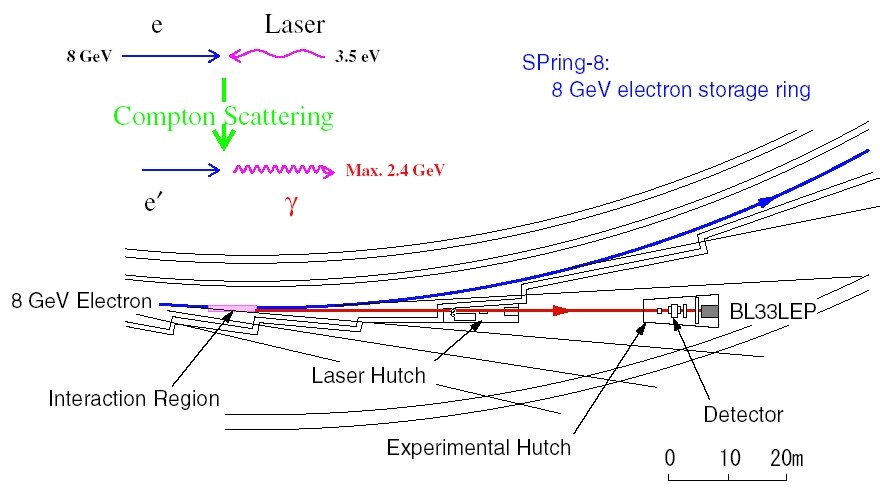 e Laser
8 GeV 3.5 eV
Compton Scattering
Max. 2.4 GeV
e′ γ
SPring-8:
8 GeV electron storage ring
8 GeV Electron
BL33LEP
Laser Hutch
Interaction Region
Detector
Experimental Hutch
0 10 20m